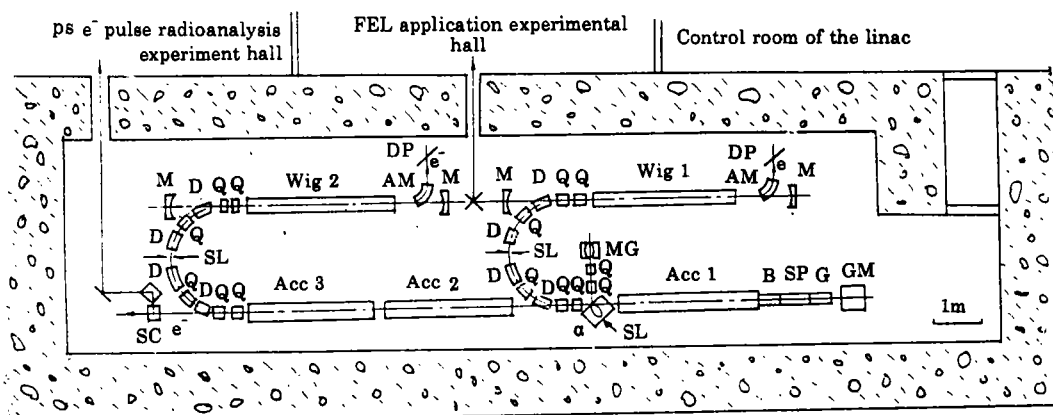 ps e⁻ pulse radioanalysis
experiment hall
FEL application experimental
hall
Control room of the linac
DP
e⁻
M D Q Q Wig 2 AM M
DP
e
M D Q Q Wig 1 AM M
D Q
SL
D Q
D Q Q
Acc 3
Acc 2
D Q
SL
D Q
D Q Q
MG
Q
Q
Acc 1
B SP G GM
α
SL
SC e⁻
1m